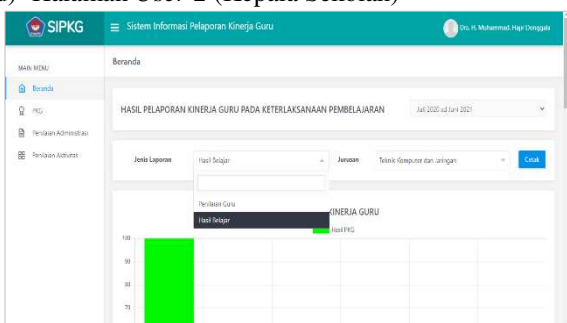 d) Halaman User 2 (Kepala Sekolah)
SIPKG
Sistem Informasi Pelaporan Kinerja Guru
Drs. H. Muhammad. Hapi Donggala
MAIN MENU
Beranda
Beranda
PKG
Penilaian Administrasi
Penilaian Aktivitas
HASIL PELAPORAN KINERJA GURU PADA KETERLAKSANAAN PEMBELAJARAN
Juli 2020 sd Juni 2021
Jenis Laporan
Hasil Belajar
Jurusan
Teknik Komputer dan Jaringan
Cetak
Penilaian Guru
Hasil Belajar
KINERJA GURU
Hasil PKG
100
90
80
70